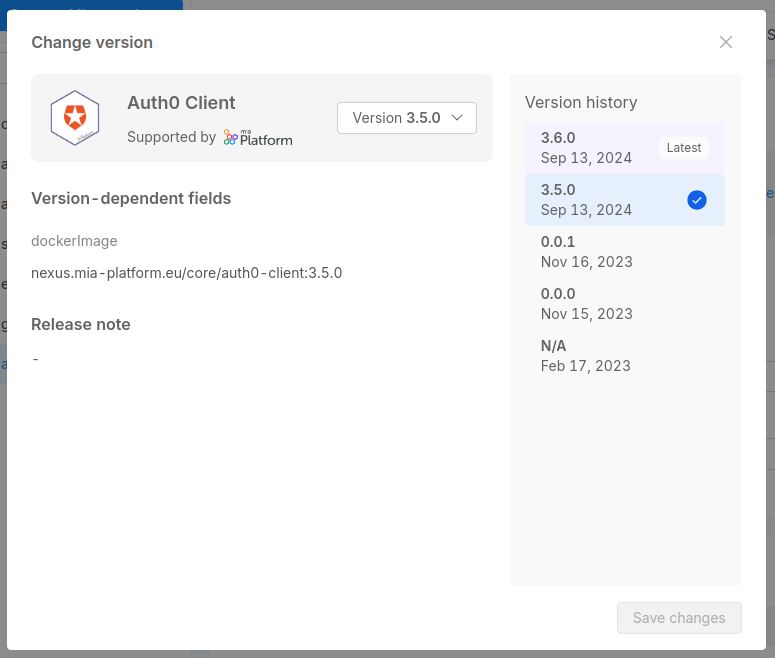 Change version
Auth0 Client
Supported by mia Platform
Version 3.5.0
Version-dependent fields
dockerImage
nexus.mia-platform.eu/core/auth0-client:3.5.0
Release note
-
Version history
3.6.0
Sep 13, 2024
Latest
3.5.0
Sep 13, 2024
0.0.1
Nov 16, 2023
0.0.0
Nov 15, 2023
N/A
Feb 17, 2023
Save changes